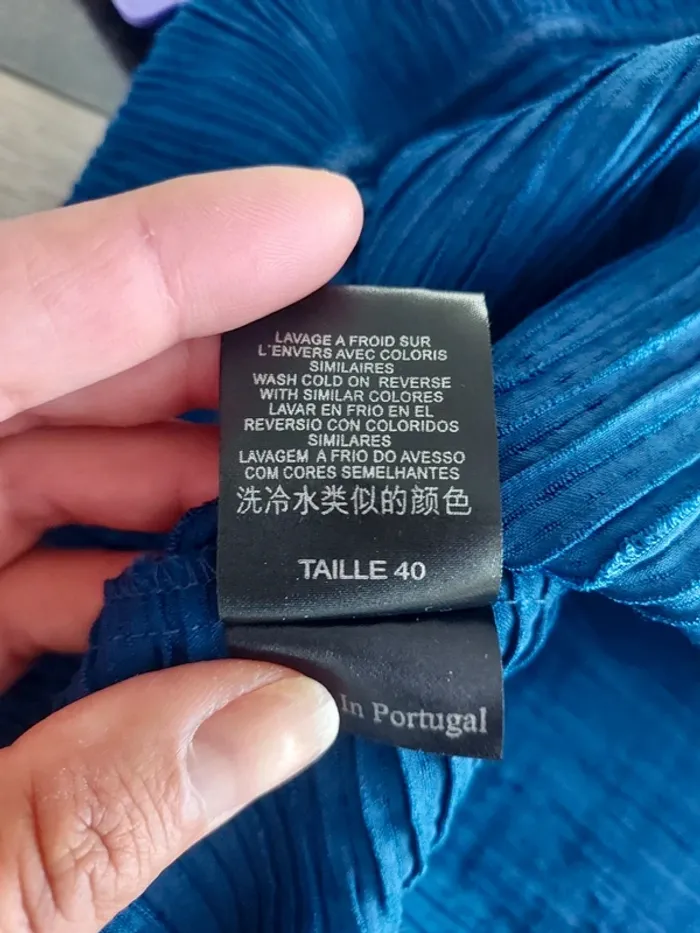 LAVAGE A FROID SUR
L'ENVERS AVEC COLORIS
SIMILAIRES
WASH COLD ON REVERSE
WITH SIMILAR COLORES
LAVAR EN FRIO EN EL
REVERSIO CON COLORIDOS
SIMILARES
LAVAGEM A FRIO DO AVESSO
COM CORES SEMELHANTES
洗冷水类似的颜色
TAILLE 40
In Portugal